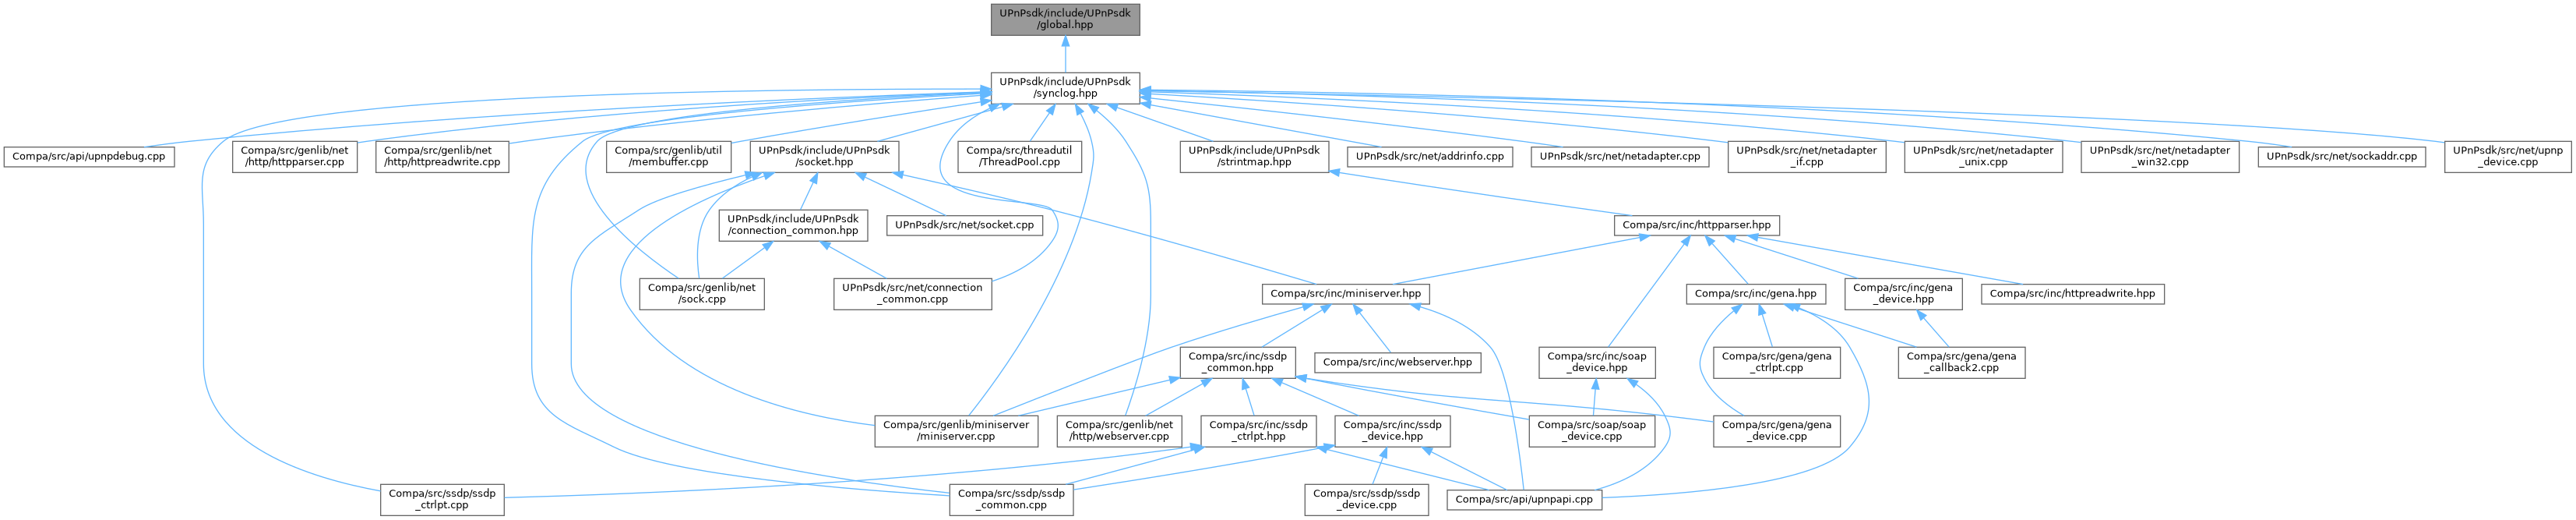 UPnPsdk/include/UPnPsdk
/global.hpp
UPnPsdk/include/UPnPsdk
/synclog.hpp
Compa/src/api/upnpdebug.cpp
Compa/src/genlib/net
/http/httpparser.cpp
Compa/src/genlib/net
/http/httpreadwrite.cpp
Compa/src/genlib/util
/membuffer.cpp
UPnPsdk/include/UPnPsdk
/socket.hpp
Compa/src/threadutil
/ThreadPool.cpp
UPnPsdk/include/UPnPsdk
/strintmap.hpp
UPnPsdk/src/net/addrinfo.cpp
UPnPsdk/src/net/netadapter.cpp
UPnPsdk/src/net/netadapter
_if.cpp
UPnPsdk/src/net/netadapter
_unix.cpp
UPnPsdk/src/net/netadapter
_win32.cpp
UPnPsdk/src/net/sockaddr.cpp
UPnPsdk/src/net/upnp
_device.cpp
UPnPsdk/include/UPnPsdk
/connection_common.hpp
UPnPsdk/src/net/socket.cpp
Compa/src/inc/httpparser.hpp
Compa/src/genlib/net
/sock.cpp
UPnPsdk/src/net/connection
_common.cpp
Compa/src/inc/miniserver.hpp
Compa/src/inc/gena.hpp
Compa/src/inc/gena
_device.hpp
Compa/src/inc/httpreadwrite.hpp
Compa/src/inc/ssdp
_common.hpp
Compa/src/inc/webserver.hpp
Compa/src/inc/soap
_device.hpp
Compa/src/gena/gena
_ctrlpt.cpp
Compa/src/gena/gena
_callback2.cpp
Compa/src/genlib/miniserver
/miniserver.cpp
Compa/src/genlib/net
/http/webserver.cpp
Compa/src/inc/ssdp
_ctrlpt.hpp
Compa/src/inc/ssdp
_device.hpp
Compa/src/soap/soap
_device.cpp
Compa/src/gena/gena
_device.cpp
Compa/src/ssdp/ssdp
_ctrlpt.cpp
Compa/src/ssdp/ssdp
_common.cpp
Compa/src/ssdp/ssdp
_device.cpp
Compa/src/api/upnpapi.cpp